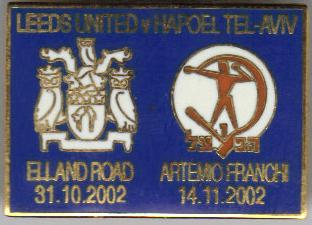 LEEDS UNITED v HAPOEL TEL-AVIV
ELLAND ROAD
31.10.2002
ARTEMIO FRANCHI
14.11.2002